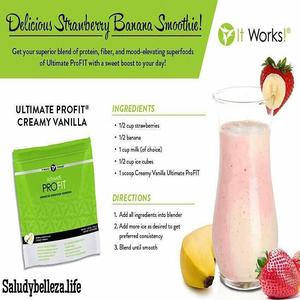 Delicious Strawberry Banana Smoothie!
It Works!®
Get your superior blend of protein, fiber, and mood-elevating superfoods
of Ultimate ProFIT with a sweet boost to your day!
ULTIMATE PROFIT®
CREAMY VANILLA
ULTIMATE
PROFIT
INGREDIENTS
• 1/2 cup strawberries
• 1/2 banana
• 1 cup milk (of choice)
• 1/2 cup ice cubes
• 1 scoop Creamy Vanilla Ultimate ProFIT
DIRECTIONS
1. Add all ingredients into blender
2. Add more ice as desired to get
preferred consistency
3. Blend until smooth
Saludybelleza.life